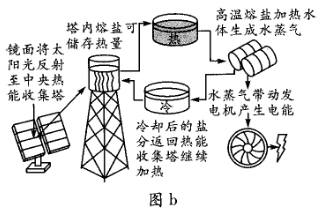 镜面将太
阳光反射
至中央热
能收集塔
塔内熔盐可
储存热量
热
高温熔盐加热水
体生成水蒸气
冷
水蒸气带动发
电机产生电能
冷却后的盐
分返回热能
收集塔继续
加热
图b